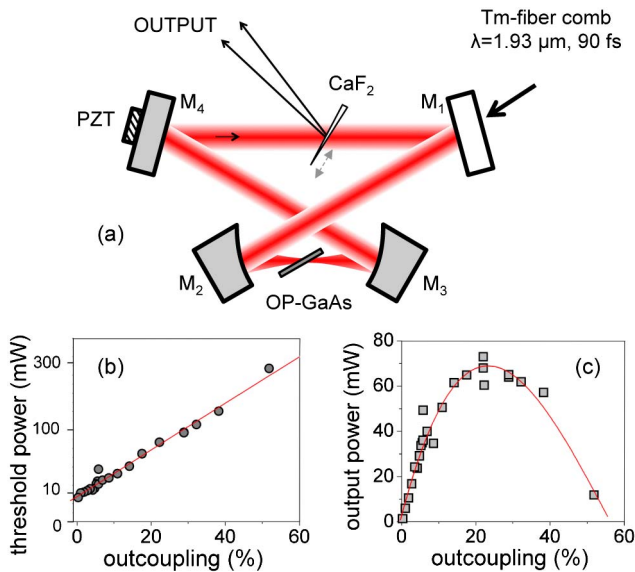 OUTPUT
Tm-fiber comb
λ=1.93 μm, 90 fs
CaF₂
M₄
M₁
PZT
(a)
M₂
M₃
OP-GaAs
(b)
threshold power (mW)
300
100
10
0
0 20 40 60
outcoupling (%)
(c)
output power (mW)
80
60
40
20
0
0 20 40 60
outcoupling (%)